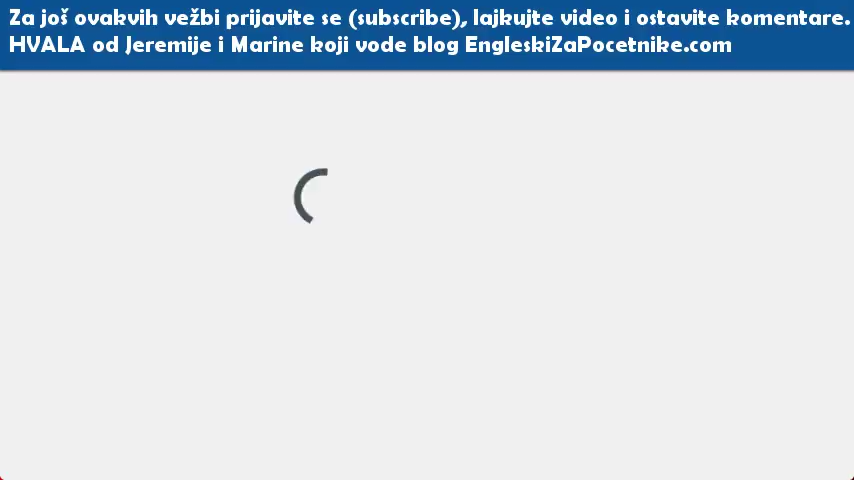 Za još ovakvih vežbi prijavite se (subscribe), lajkujte video i ostavite komentare.
HVALA od Jeremije i Marine koji vode blog EngleskiZaPocetnike.com